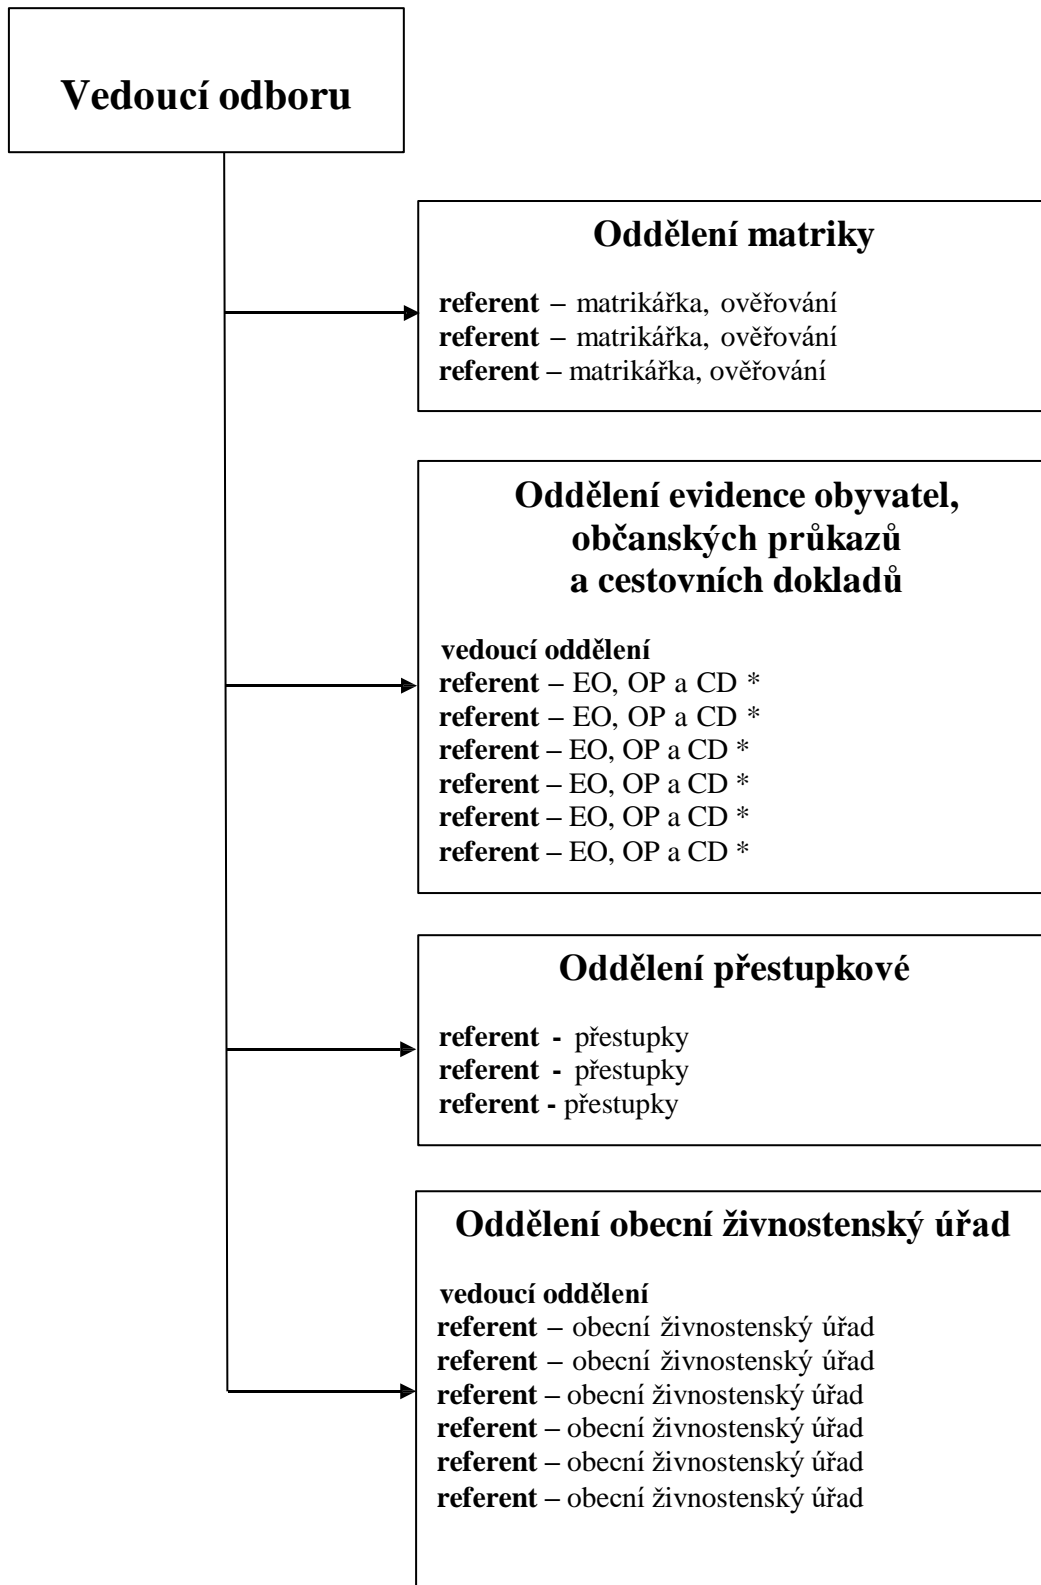 Vedoucí odboru
Oddělení matriky
referent – matrikářka, ověřování
referent – matrikářka, ověřování
referent – matrikářka, ověřování
Oddělení evidence obyvatel,
občanských průkazů
a cestovních dokladů
vedoucí oddělení
referent – EO, OP a CD *
referent – EO, OP a CD *
referent – EO, OP a CD *
referent – EO, OP a CD *
referent – EO, OP a CD *
referent – EO, OP a CD *
Oddělení přestupkové
referent - přestupky
referent - přestupky
referent - přestupky
Oddělení obecní živnostenský úřad
vedoucí oddělení
referent – obecní živnostenský úřad
referent – obecní živnostenský úřad
referent – obecní živnostenský úřad
referent – obecní živnostenský úřad
referent – obecní živnostenský úřad
referent – obecní živnostenský úřad